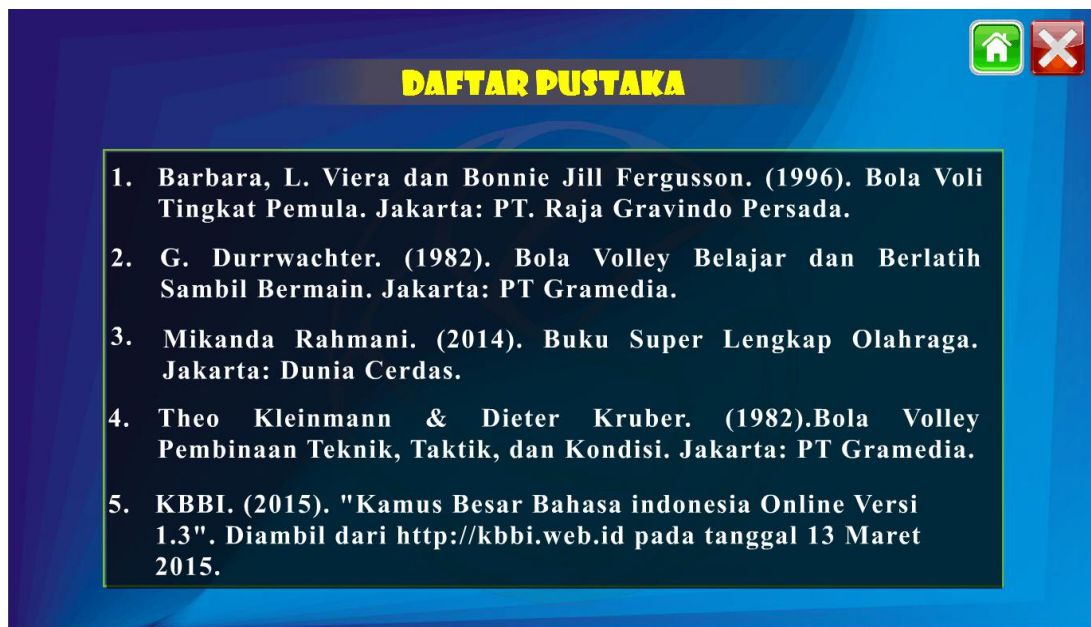 DAFTAR PUSTAKA
1. Barbara, L. Viera dan Bonnie Jill Fergusson. (1996). Bola Voli
Tingkat Pemula. Jakarta: PT. Raja Gravindo Persada.
2. G. Durrwachter. (1982). Bola Volley Belajar dan Berlatih
Sambil Bermain. Jakarta: PT Gramedia.
3. Mikanda Rahmani. (2014). Buku Super Lengkap Olahraga.
Jakarta: Dunia Cerdas.
4. Theo Kleinmann & Dieter Kruber. (1982).Bola Volley
Pembinaan Teknik, Taktik, dan Kondisi. Jakarta: PT Gramedia.
5. KBBI. (2015). "Kamus Besar Bahasa indonesia Online Versi
1.3". Diambil dari http://kbbi.web.id pada tanggal 13 Maret
2015.